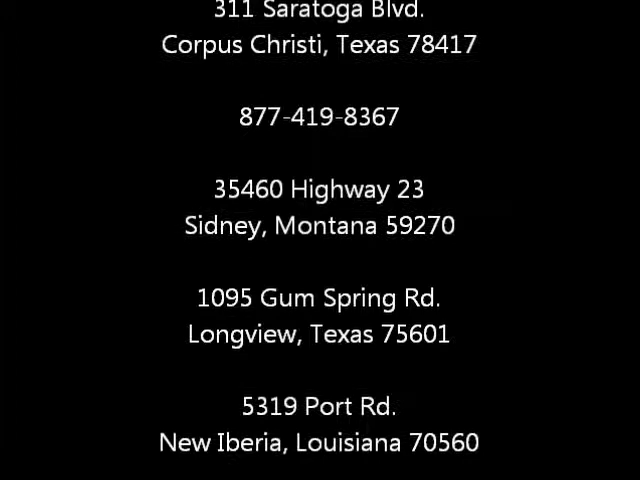 311 Saratoga Blvd.
Corpus Christi, Texas 78417
877-419-8367
35460 Highway 23
Sidney, Montana 59270
1095 Gum Spring Rd.
Longview, Texas 75601
5319 Port Rd.
New Iberia, Louisiana 70560